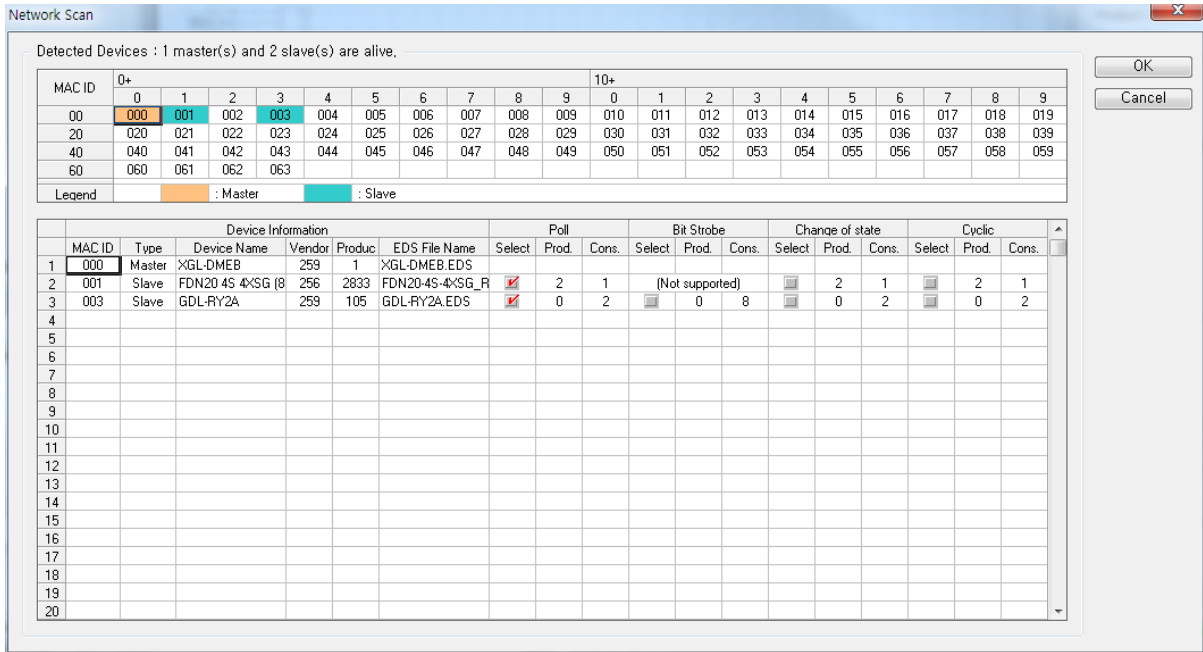 Network Scan
X
Detected Devices : 1 master(s) and 2 slave(s) are alive,
OK
Cancel
MAC ID 0+ 10+
0 1 2 3 4 5 6 7 8 9 0 1 2 3 4 5 6 7 8 9
00 000 001 002 003 004 005 006 007 008 009 010 011 012 013 014 015 016 017 018 019
20 020 021 022 023 024 025 026 027 028 029 030 031 032 033 034 035 036 037 038 039
40 040 041 042 043 044 045 046 047 048 049 050 051 052 053 054 055 056 057 058 059
60 060 061 062 063
Legend : Master : Slave
Device Information Poll Bit Strobe Change of state Cyclic
MAC ID Type Device Name Vendor Produc EDS File Name Select Prod. Cons. Select Prod. Cons. Select Prod. Cons. Select Prod. Cons.
1 000 Master XGL-DMEB 259 1 XGL-DMEB.EDS
2 001 Slave FDN20 4S 4XSG (8 256 2833 FDN20-4S-4XSG_R 2 1 (Not supported) 2 1 2 1
3 003 Slave GDL-RY2A 259 105 GDL-RY2A.EDS 0 2 0 8 0 2 0 2
4
5
6
7
8
9
10
11
12
13
14
15
16
17
18
19
20